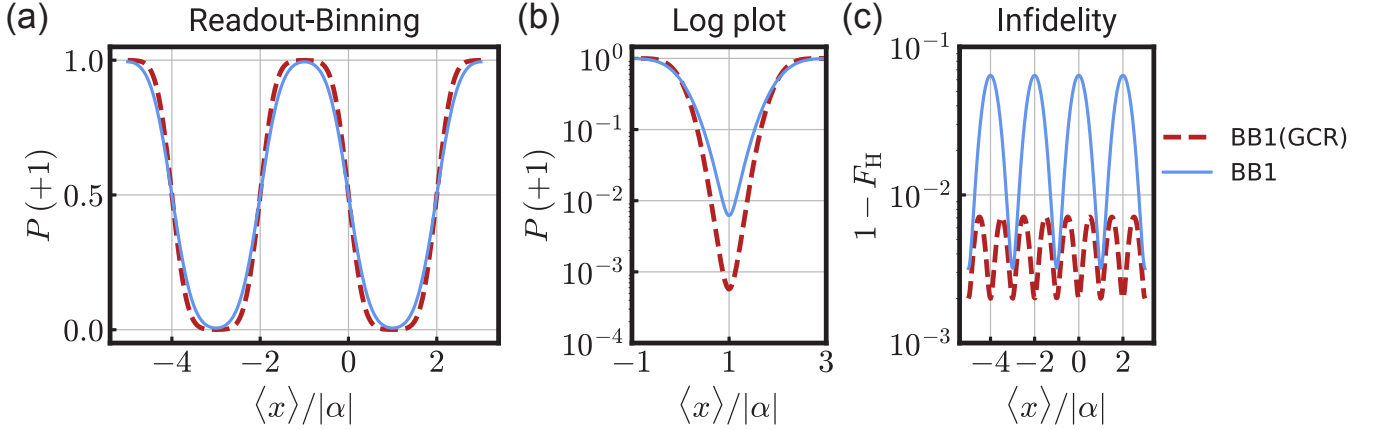 (a) Readout-Binning
P (+1)
1.0
0.5
0.0
−4 −2 0 2
⟨x⟩/|α|
(b) Log plot
P (+1)
10⁰
10⁻¹
10⁻²
10⁻³
10⁻⁴
−1 1 3
⟨x⟩/|α|
(c) Infidelity
1 − F_H
10⁻¹
10⁻²
10⁻³
−4 −2 0 2
⟨x⟩/|α|
BB1(GCR)
BB1